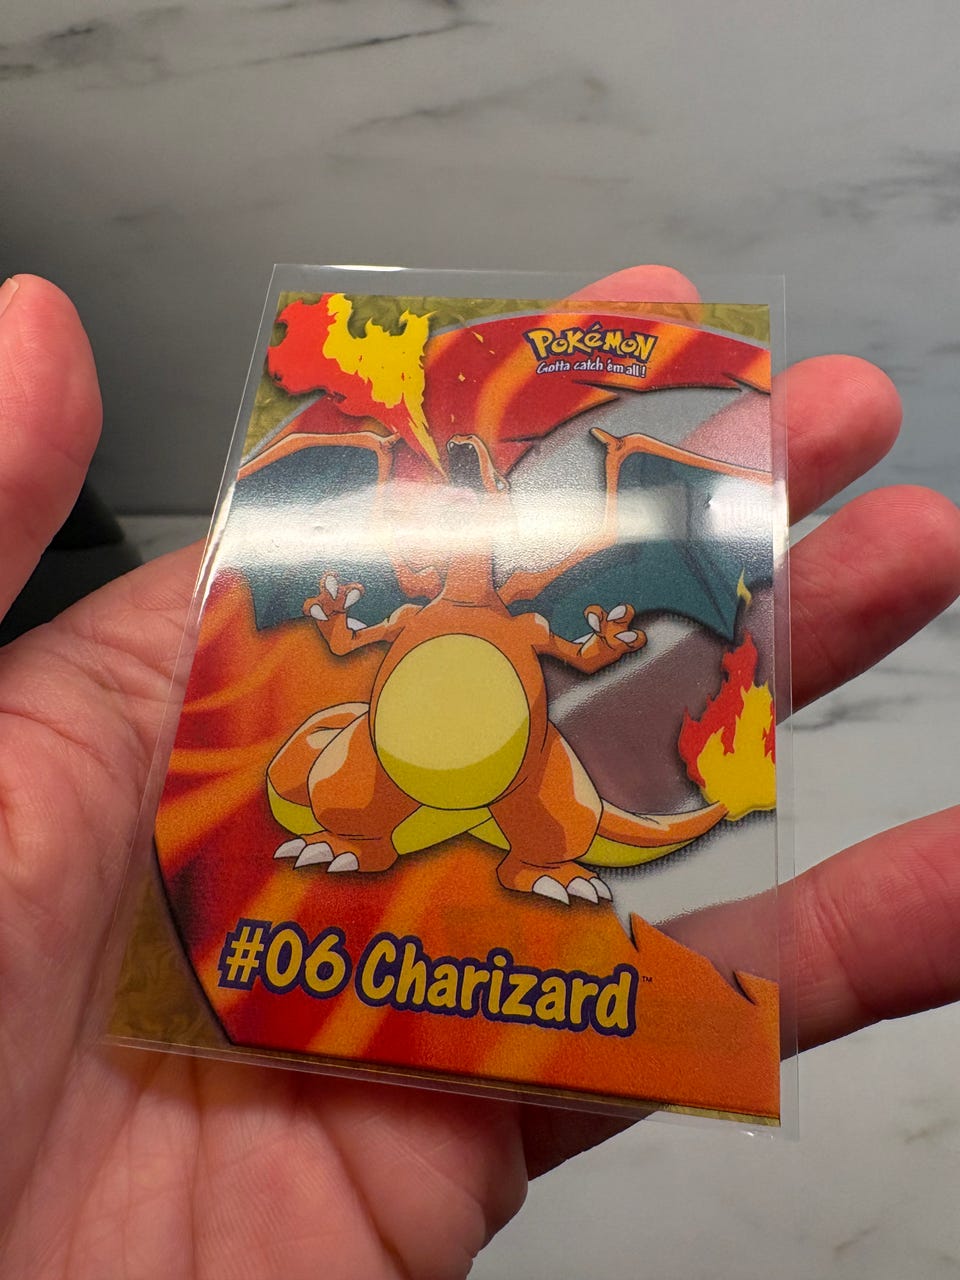 POKéMON
Gotta catch 'em all!
#06 Charizard™